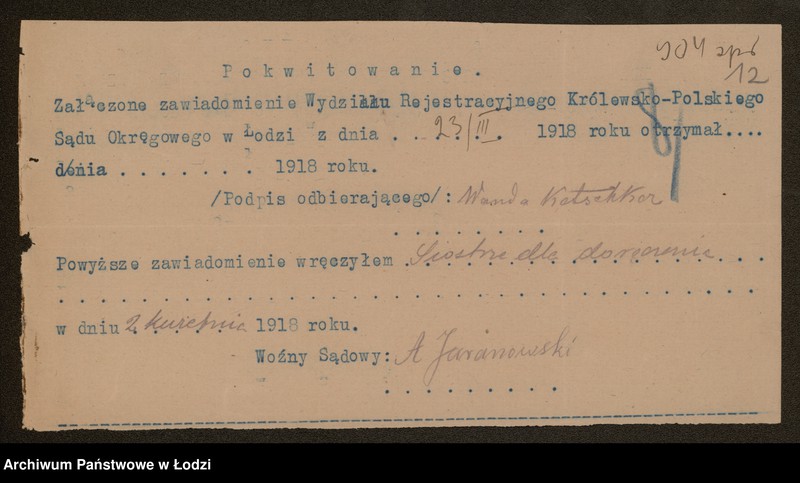 904 
12
Pokwitowanie.
Załączone zawiadomienie Wydziału Rejestracyjnego Królewsko-Polskiego
Sądu Okręgowego w Łodzi z dnia . . 23/III. 1918 roku otrzymał....
dnia . . . . . . . 1918 roku.
/Podpis odbierającego/: Wanda
. . . . . . . . .
Powyższe zawiadomienie wręczyłem Siostrze dla doręczenia
w dniu 2 kwietnia 1918 roku.
Woźny Sądowy: A Jaranowski
. . . . . . . . . .
Archiwum Państwowe w Łodzi